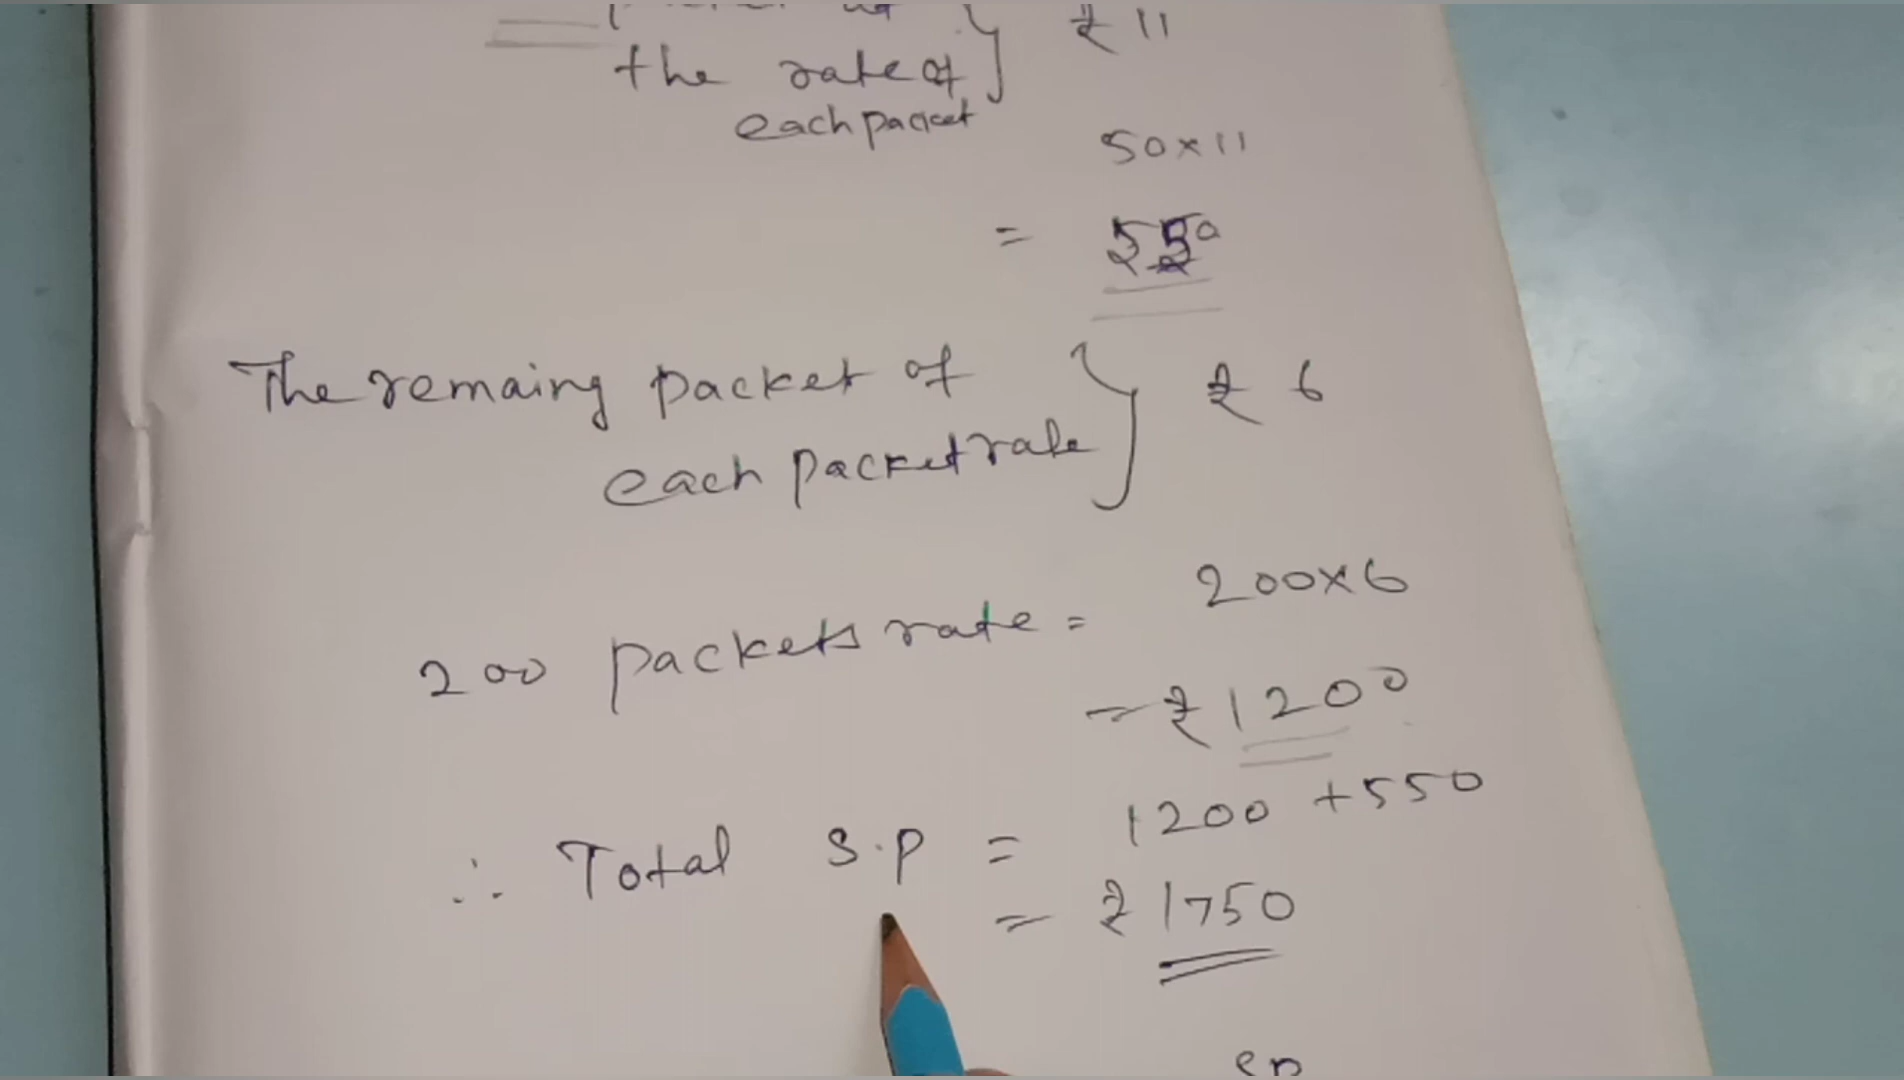 ₹ 11
the rate of
each packet
50 x 11
= 550
The remaing packet of
each packet rate } ₹ 6
200 x 6
200 packets rate =
= ₹ 1200
1200 + 550
∴ Total S.P =
= ₹ 1750